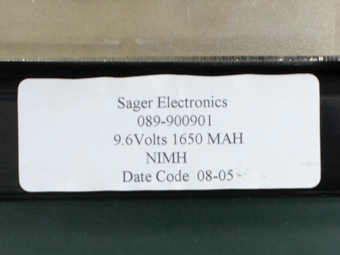 Sager Electronics
089-900901
9.6Volts 1650 MAH
NIMH
Date Code 08-05